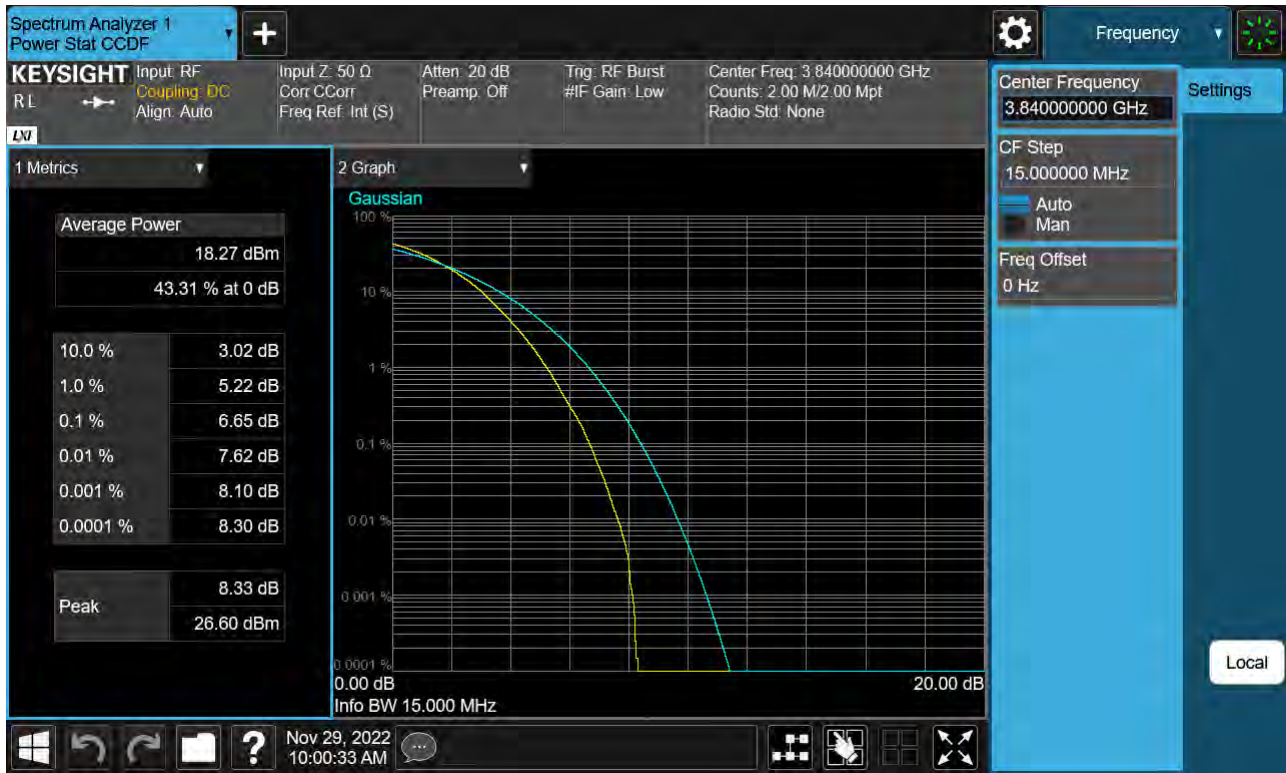 Spectrum Analyzer 1
Power Stat CCDF
+
Frequency
KEYSIGHT
RL
LXI
Input: RF
Coupling: DC
Align: Auto
Input Z: 50 Ω
Corr CCorr
Freq Ref: Int (S)
Atten: 20 dB
Preamp: Off
Trig: RF Burst
#IF Gain: Low
Center Freq: 3.840000000 GHz
Counts: 2.00 M/2.00 Mpt
Radio Std: None
Center Frequency
3.840000000 GHz
Settings
CF Step
15.000000 MHz
Auto
Man
Freq Offset
0 Hz
1 Metrics
Average Power
18.27 dBm
43.31 % at 0 dB
10.0 % 3.02 dB
1.0 % 5.22 dB
0.1 % 6.65 dB
0.01 % 7.62 dB
0.001 % 8.10 dB
0.0001 % 8.30 dB
Peak
8.33 dB
26.60 dBm
2 Graph
Gaussian
100 %
10 %
1 %
0.1 %
0.01 %
0.001 %
0.0001 %
0.00 dB 20.00 dB
Info BW 15.000 MHz
Local
?
Nov 29, 2022
10:00:33 AM